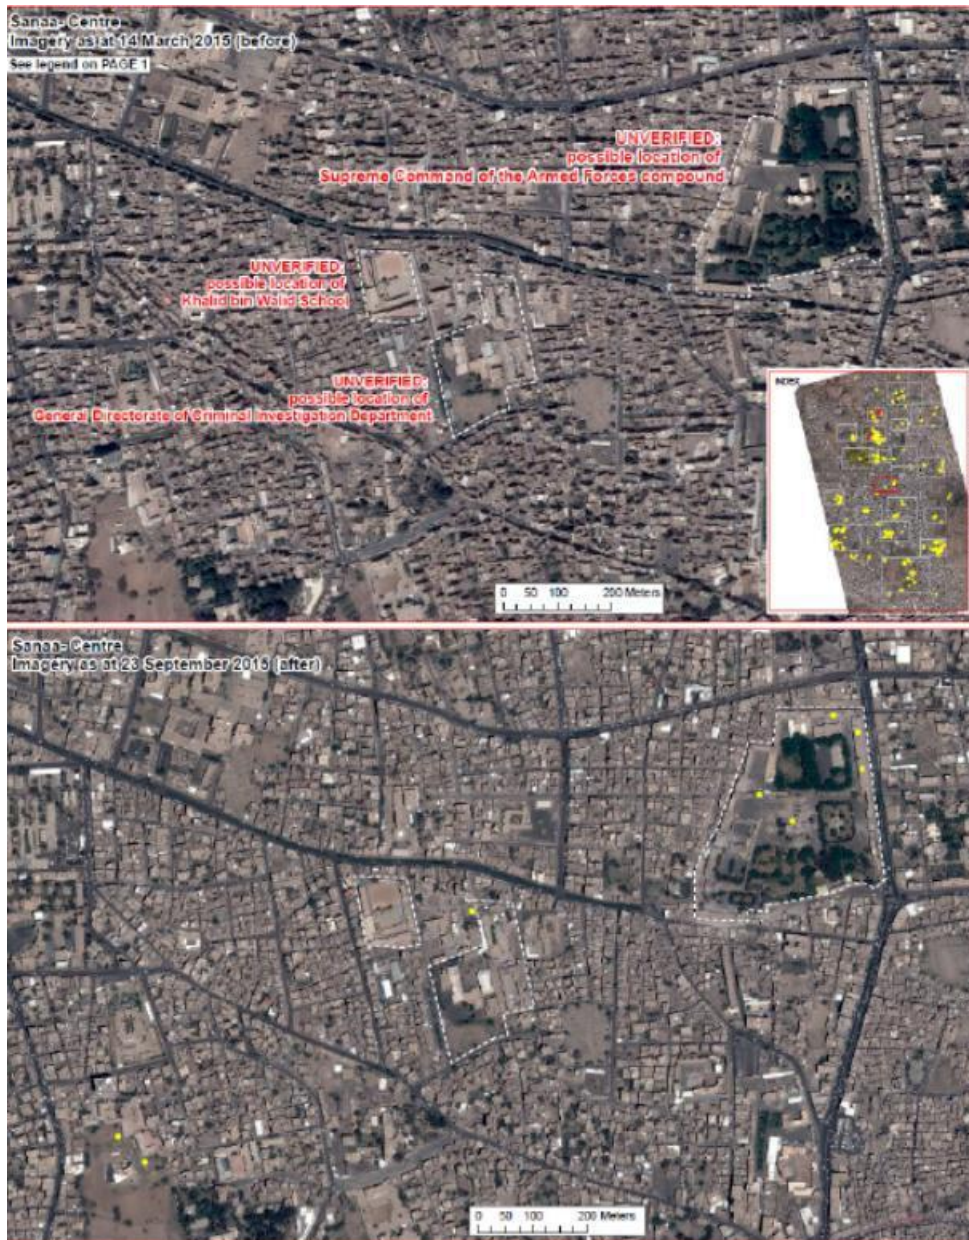 Sanaa- Centre
Imagery as at 14 March 2015 (before)
See legend on PAGE 1
UNVERIFIED:
possible location of
Supreme Command of the Armed Forces compound
UNVERIFIED:
possible location of
Khalid bin Walid School
UNVERIFIED:
possible location of
General Directorate of Criminal Investigation Department
INDEX
0 50 100 200 Meters
Sanaa- Centre
Imagery as at 23 September 2015 (after)
0 50 100 200 Meters